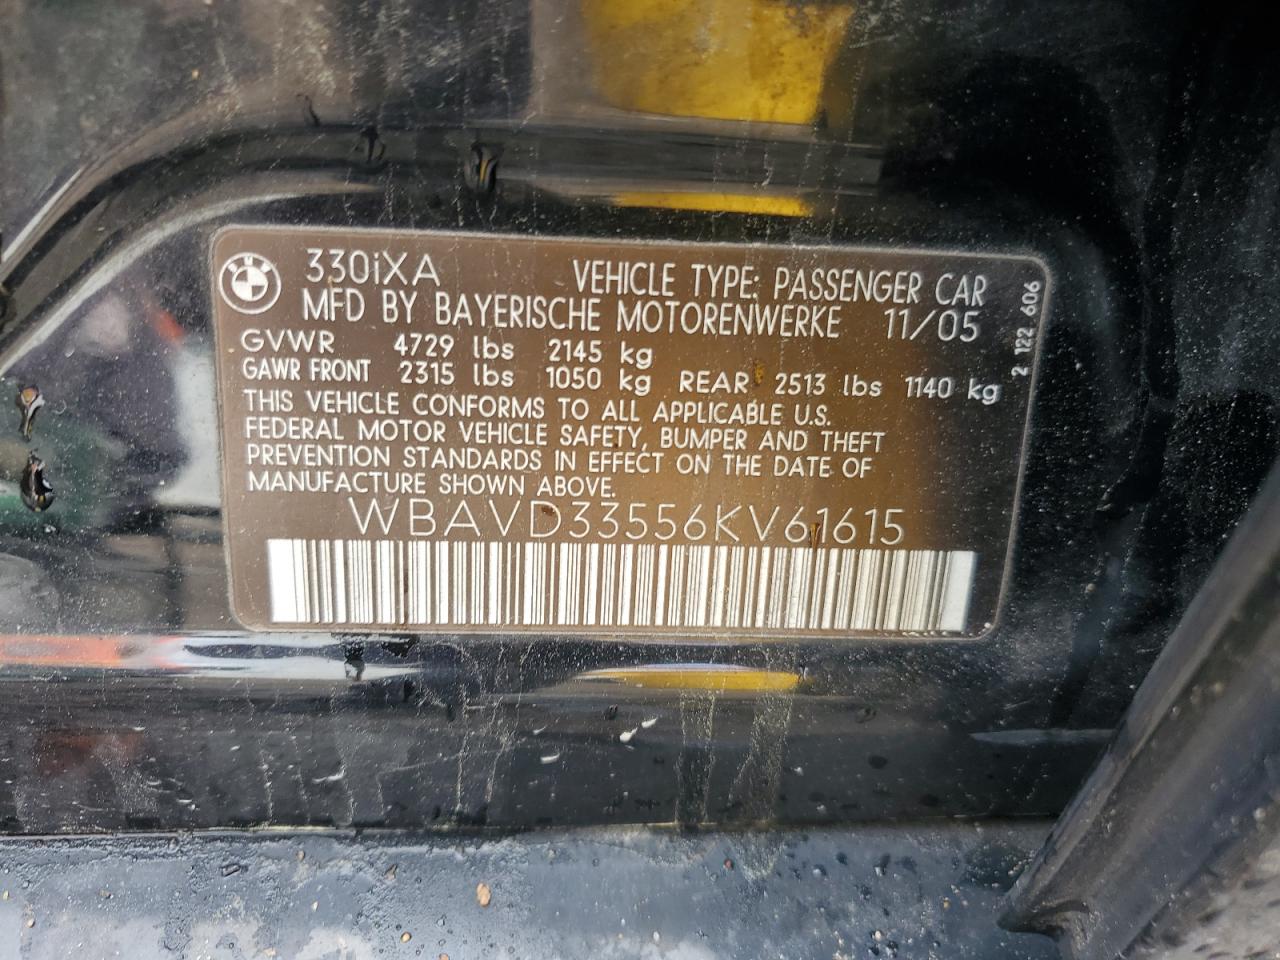 330iXA VEHICLE TYPE: PASSENGER CAR
MFD BY BAYERISCHE MOTORENWERKE 11/05
GVWR 4729 lbs 2145 kg
GAWR FRONT 2315 lbs 1050 kg REAR 2513 lbs 1140 kg
THIS VEHICLE CONFORMS TO ALL APPLICABLE U.S.
FEDERAL MOTOR VEHICLE SAFETY, BUMPER AND THEFT
PREVENTION STANDARDS IN EFFECT ON THE DATE OF
MANUFACTURE SHOWN ABOVE.
WBAVD33556KV61615
2 122 606